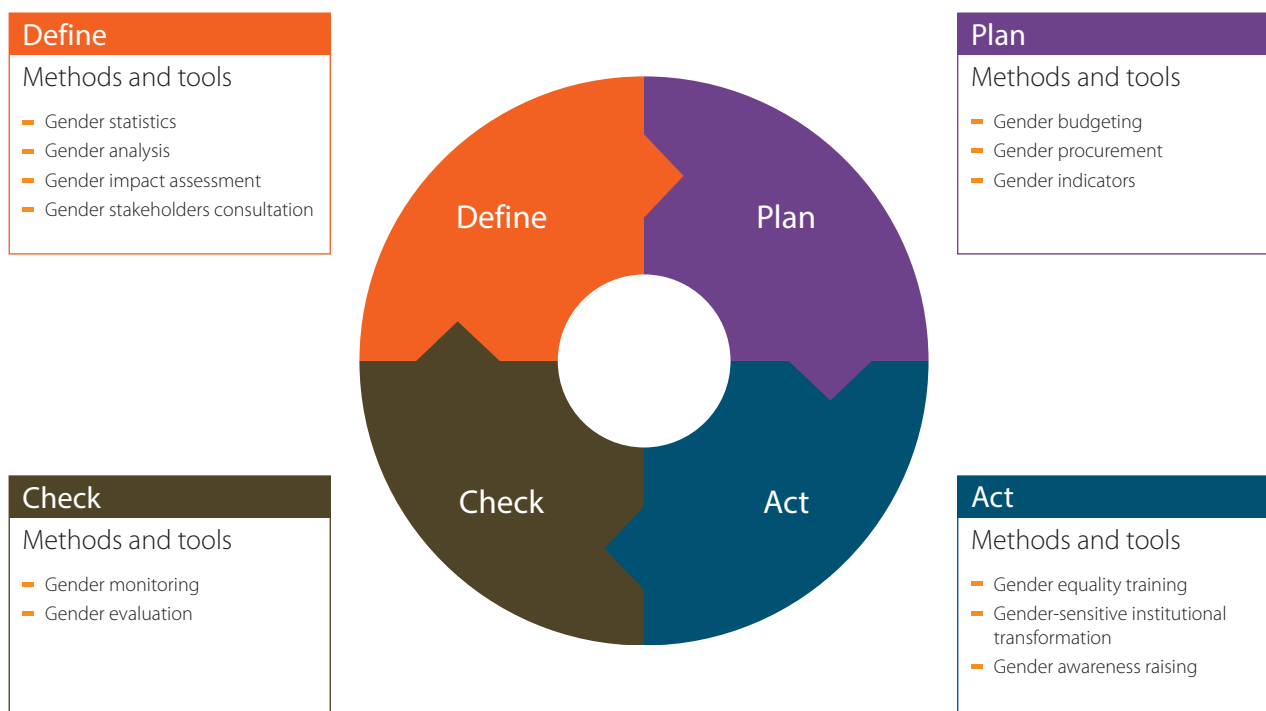 Define
Methods and tools
Gender statistics
Gender analysis
Gender impact assessment
Gender stakeholders consultation
Plan
Methods and tools
Gender budgeting
Gender procurement
Gender indicators
Define
Plan
Check
Act
Check
Methods and tools
Gender monitoring
Gender evaluation
Act
Methods and tools
Gender equality training
Gender-sensitive institutional
transformation
Gender awareness raising